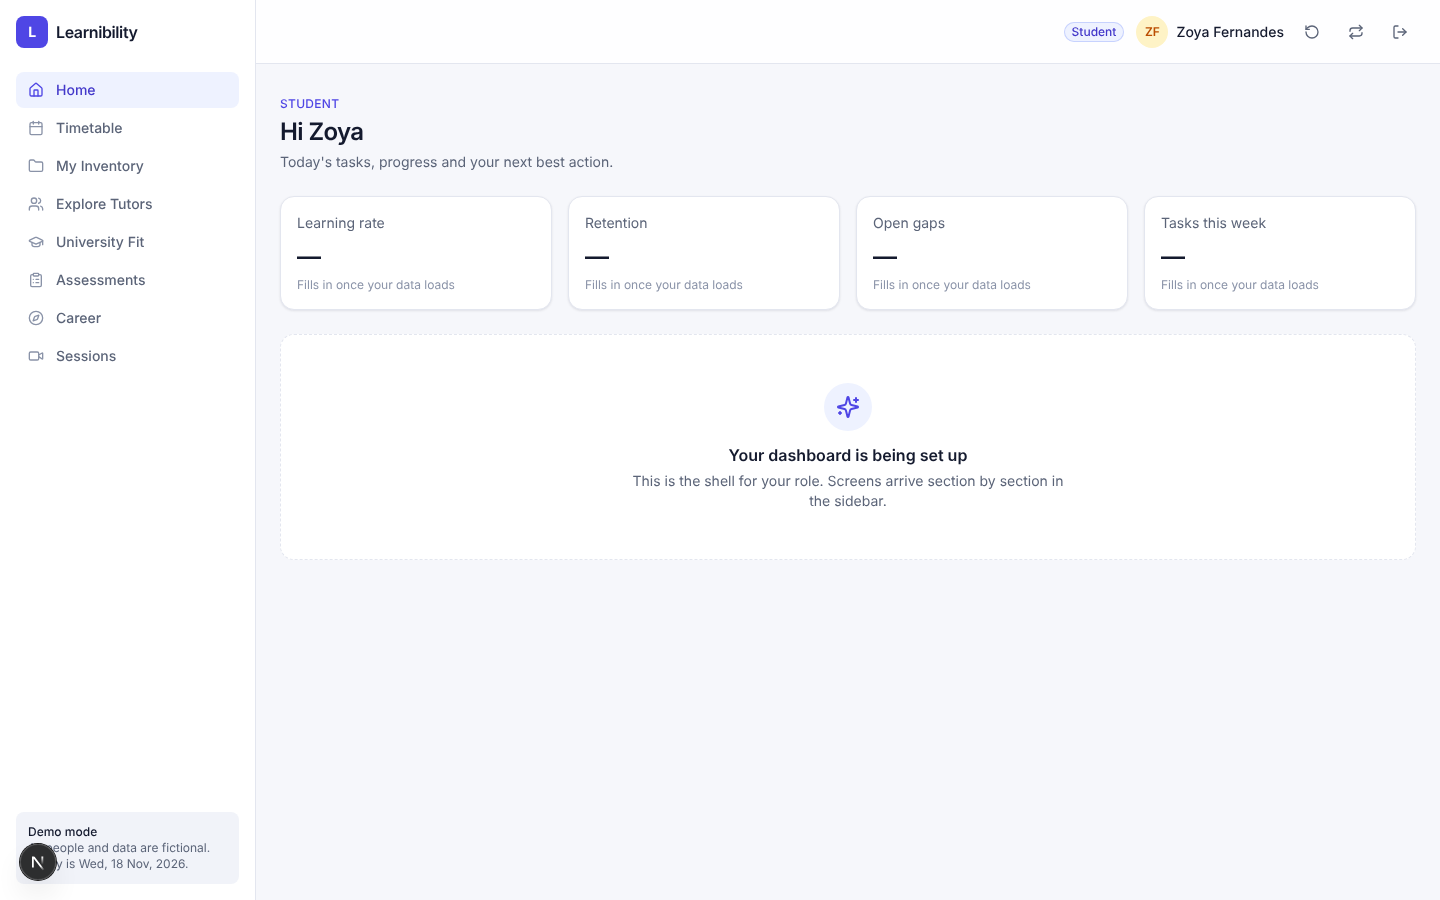 L Learnibility
Student ZF Zoya Fernandes
Home
Timetable
My Inventory
Explore Tutors
University Fit
Assessments
Career
Sessions
STUDENT
Hi Zoya
Today's tasks, progress and your next best action.
Learning rate
—
Fills in once your data loads
Retention
—
Fills in once your data loads
Open gaps
—
Fills in once your data loads
Tasks this week
—
Fills in once your data loads
Your dashboard is being set up
This is the shell for your role. Screens arrive section by section in
the sidebar.
Demo mode
people and data are fictional.
is Wed, 18 Nov, 2026.
N